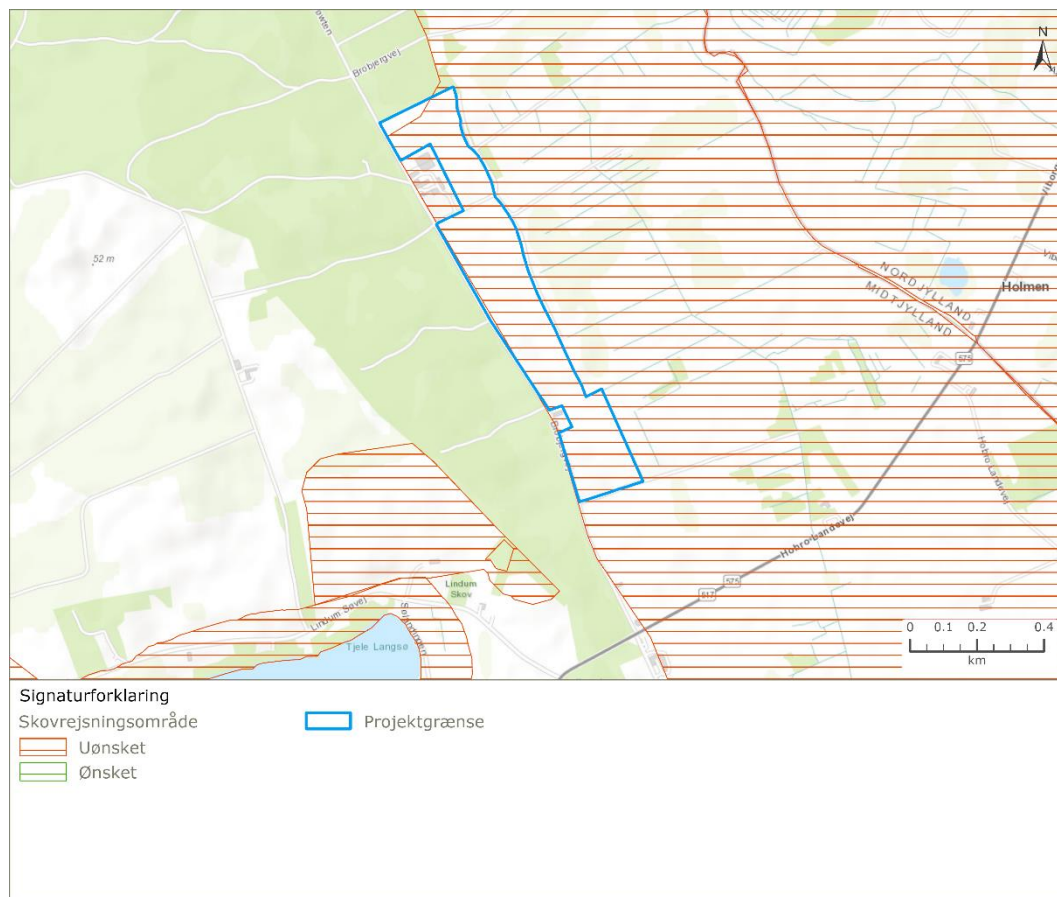 Brobjergvej
N
52 m
NORDJYLLAND
MIDTJYLLAND
Holmen
575
Hobro Landevej
Hobro Landevej
575
517
Lindum
Skov
Lindum Søvej
Tjele Langsø
0 0.1 0.2 0.4
km
Signaturforklaring
Skovrejsningsområde
Projektgrænse
Uønsket
Ønsket